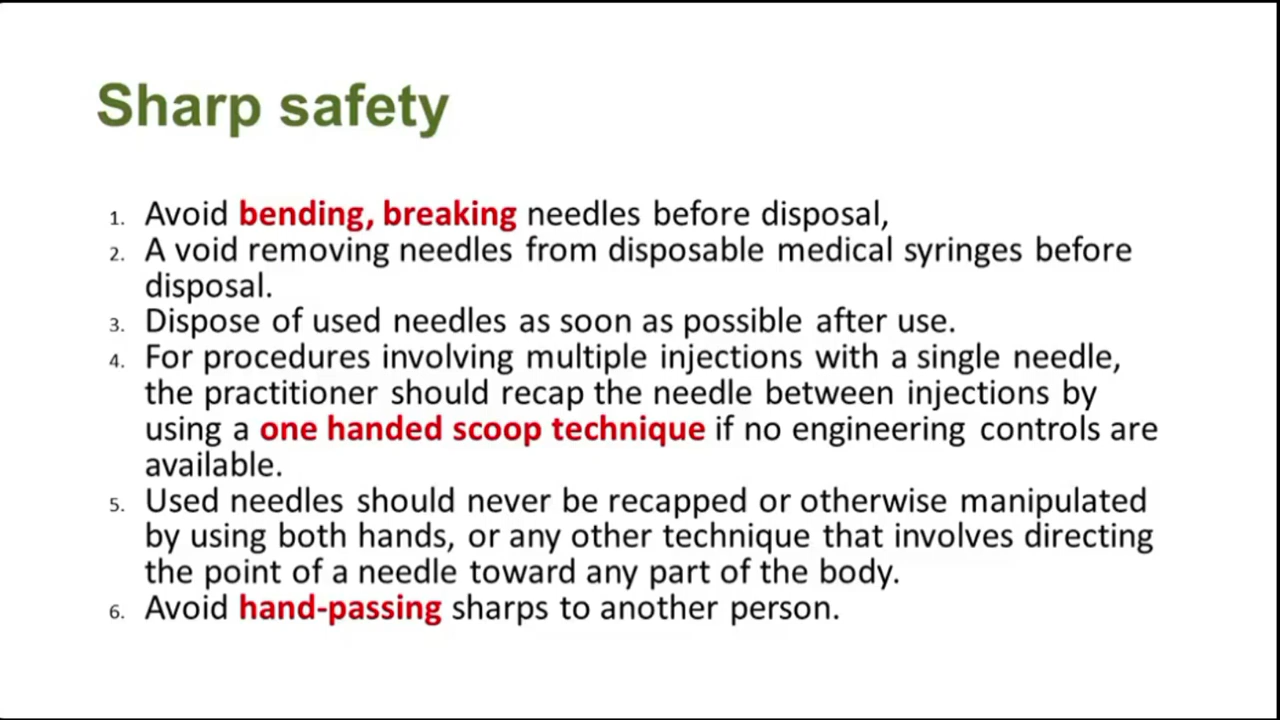 Sharp safety
1. Avoid bending, breaking needles before disposal,
2. A void removing needles from disposable medical syringes before
disposal.
3. Dispose of used needles as soon as possible after use.
4. For procedures involving multiple injections with a single needle,
the practitioner should recap the needle between injections by
using a one handed scoop technique if no engineering controls are
available.
5. Used needles should never be recapped or otherwise manipulated
by using both hands, or any other technique that involves directing
the point of a needle toward any part of the body.
6. Avoid hand-passing sharps to another person.